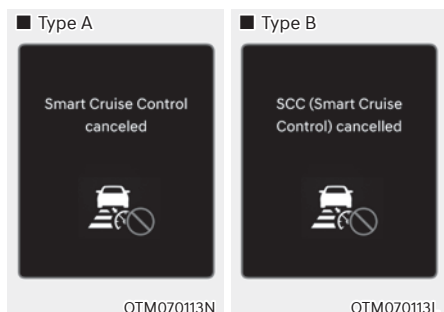 ■ Type A
Smart Cruise Control
canceled
OTM070113N
■ Type B
SCC (Smart Cruise
Control) cancelled
OTM070113L